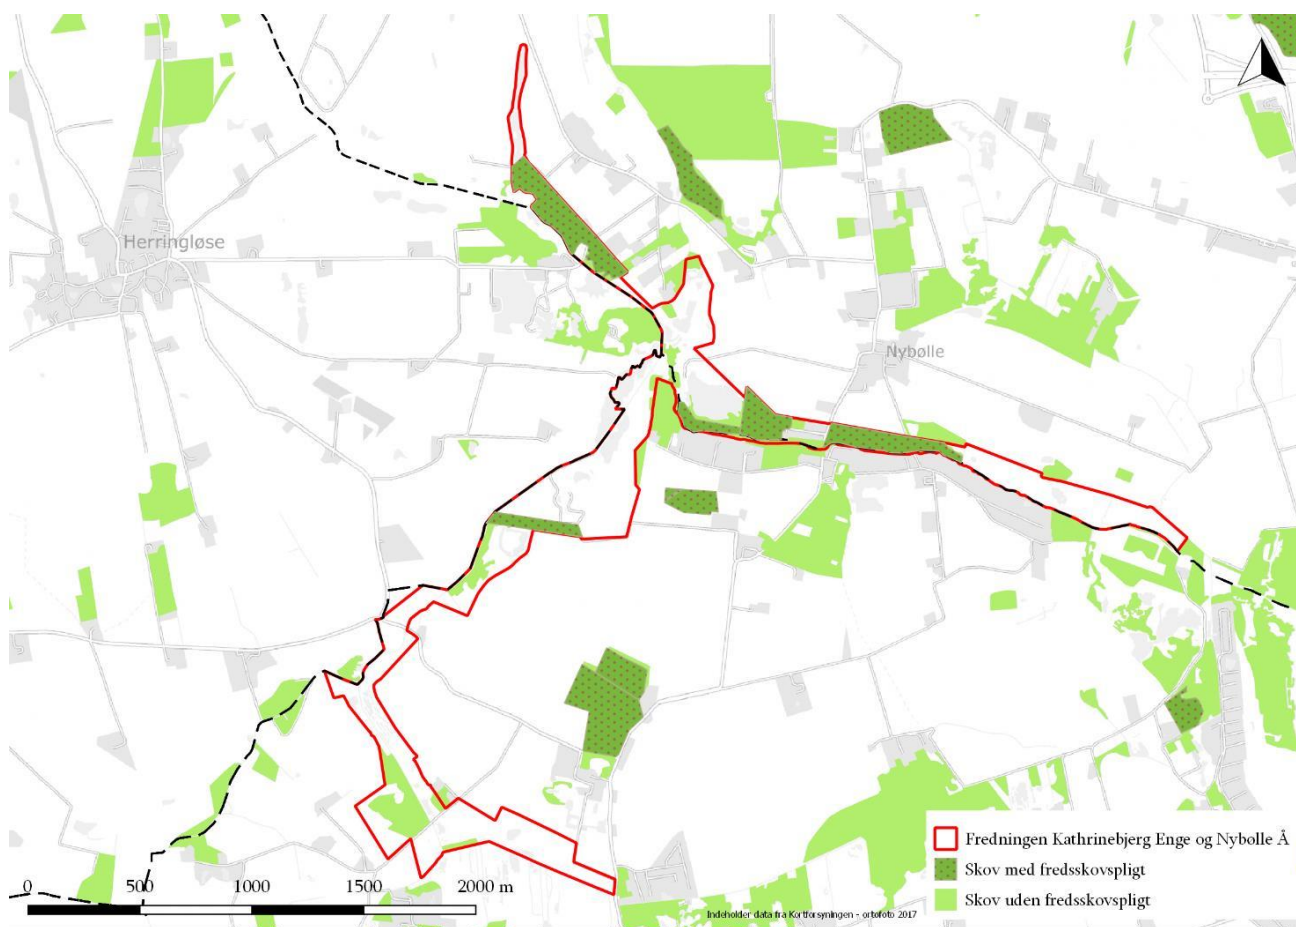 Herringløse
Nybølle
Fredningen Kathrinebjerg Enge og Nybolle Å
Skov med fredsskovspligt
Skov uden fredsskovspligt
0 500 1000 1500 2000 m
Indeholder data fra Kortforsyningen - ortofoto 2017